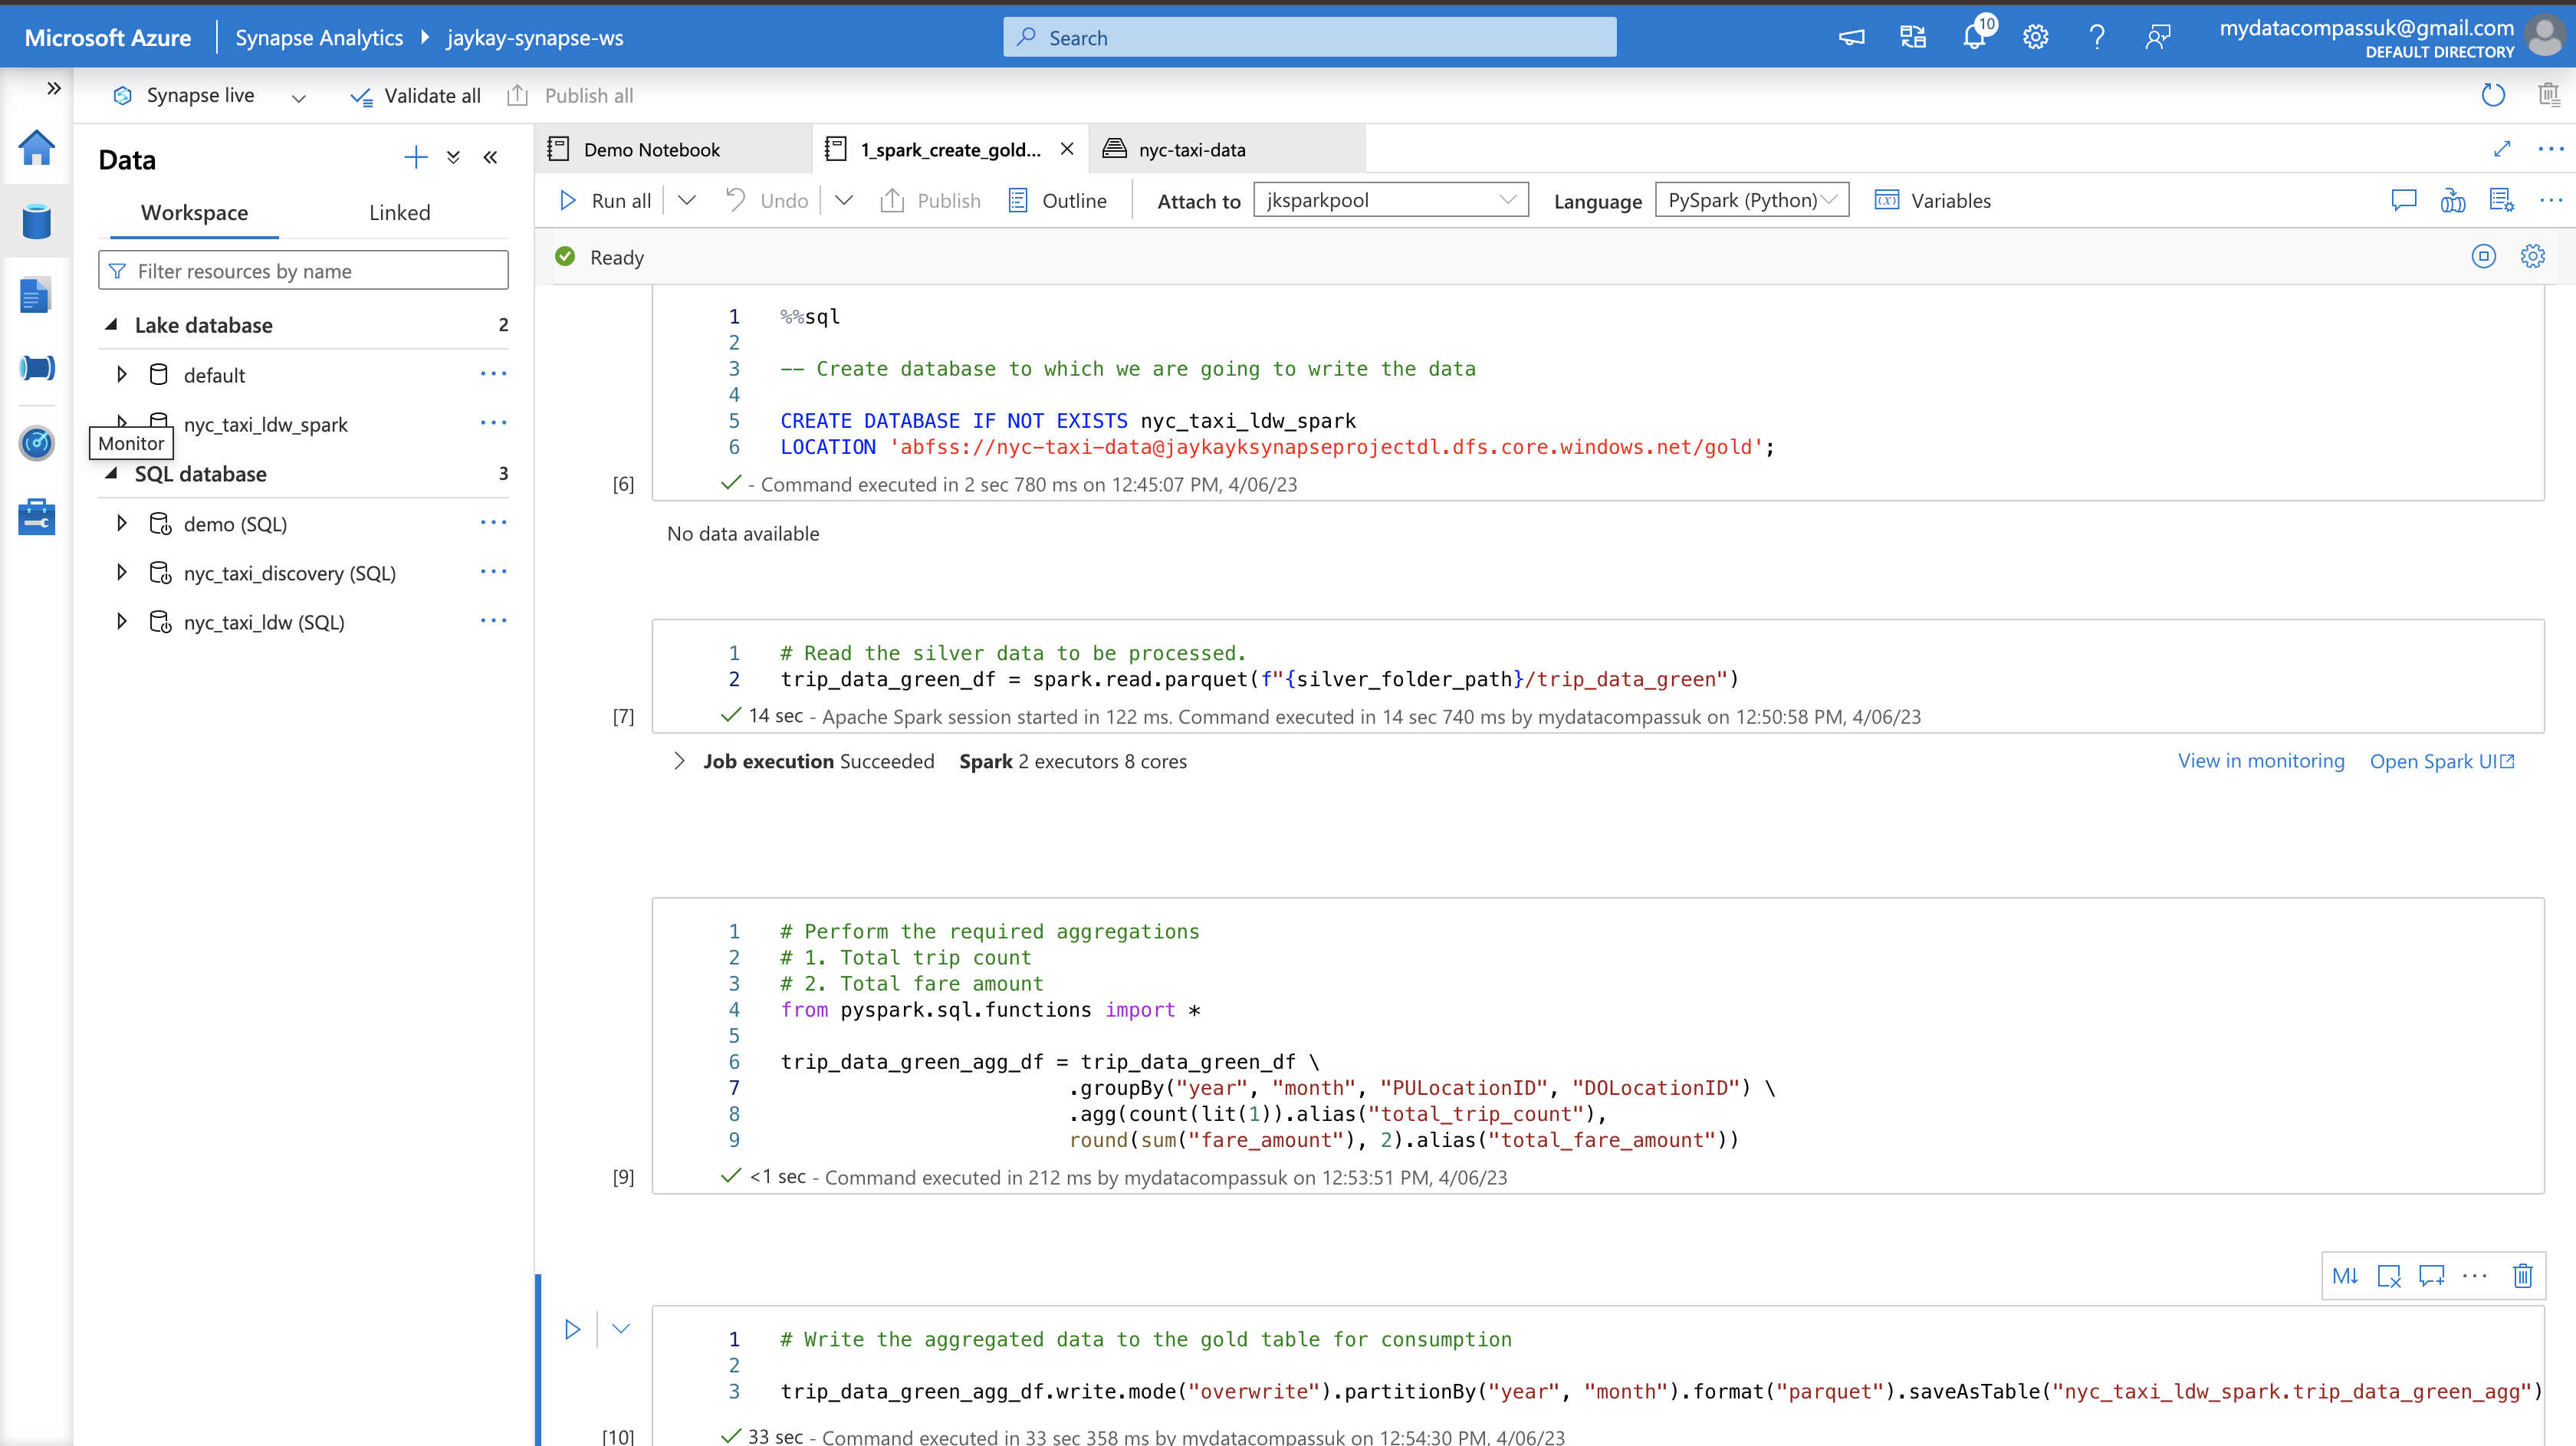 Microsoft Azure
Synapse Analytics
jaykay-synapse-ws
Search
10
mydatacompassuk@gmail.com
DEFAULT DIRECTORY
Synapse live
Validate all
Publish all
Data
Workspace
Linked
Filter resources by name
Lake database 2
default
nyc_taxi_ldw_spark
Monitor
SQL database 3
demo (SQL)
nyc_taxi_discovery (SQL)
nyc_taxi_ldw (SQL)
Demo Notebook
1_spark_create_gold...
nyc-taxi-data
Run all
Undo
Publish
Outline
Attach to
jksparkpool
Language
PySpark (Python)
Variables
Ready
1 %%sql
2
3 -- Create database to which we are going to write the data
4
5 CREATE DATABASE IF NOT EXISTS nyc_taxi_ldw_spark
6 LOCATION 'abfss://nyc-taxi-data@jaykayksynapseprojectdl.dfs.core.windows.net/gold';
[6] - Command executed in 2 sec 780 ms on 12:45:07 PM, 4/06/23
No data available
1 # Read the silver data to be processed.
2 trip_data_green_df = spark.read.parquet(f"{silver_folder_path}/trip_data_green")
[7] 14 sec - Apache Spark session started in 122 ms. Command executed in 14 sec 740 ms by mydatacompassuk on 12:50:58 PM, 4/06/23
Job execution Succeeded Spark 2 executors 8 cores
View in monitoring
Open Spark UI
1 # Perform the required aggregations
2 # 1. Total trip count
3 # 2. Total fare amount
4 from pyspark.sql.functions import *
5
6 trip_data_green_agg_df = trip_data_green_df \
7 .groupBy("year", "month", "PULocationID", "DOLocationID") \
8 .agg(count(lit(1)).alias("total_trip_count"),
9 round(sum("fare_amount"), 2).alias("total_fare_amount"))
[9] <1 sec - Command executed in 212 ms by mydatacompassuk on 12:53:51 PM, 4/06/23
M↓
1 # Write the aggregated data to the gold table for consumption
2
3 trip_data_green_agg_df.write.mode("overwrite").partitionBy("year", "month").format("parquet").saveAsTable("nyc_taxi_ldw_spark.trip_data_green_agg")
[10] 33 sec - Command executed in 33 sec 358 ms by mydatacompassuk on 12:54:30 PM, 4/06/23